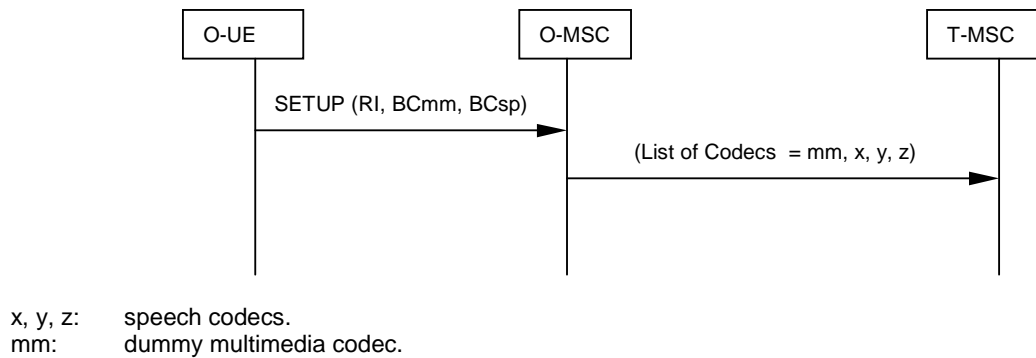 O-UE
O-MSC
T-MSC
SETUP (RI, BCmm, BCsp)
(List of Codecs = mm, x, y, z)
x, y, z: speech codecs.
mm: dummy multimedia codec.